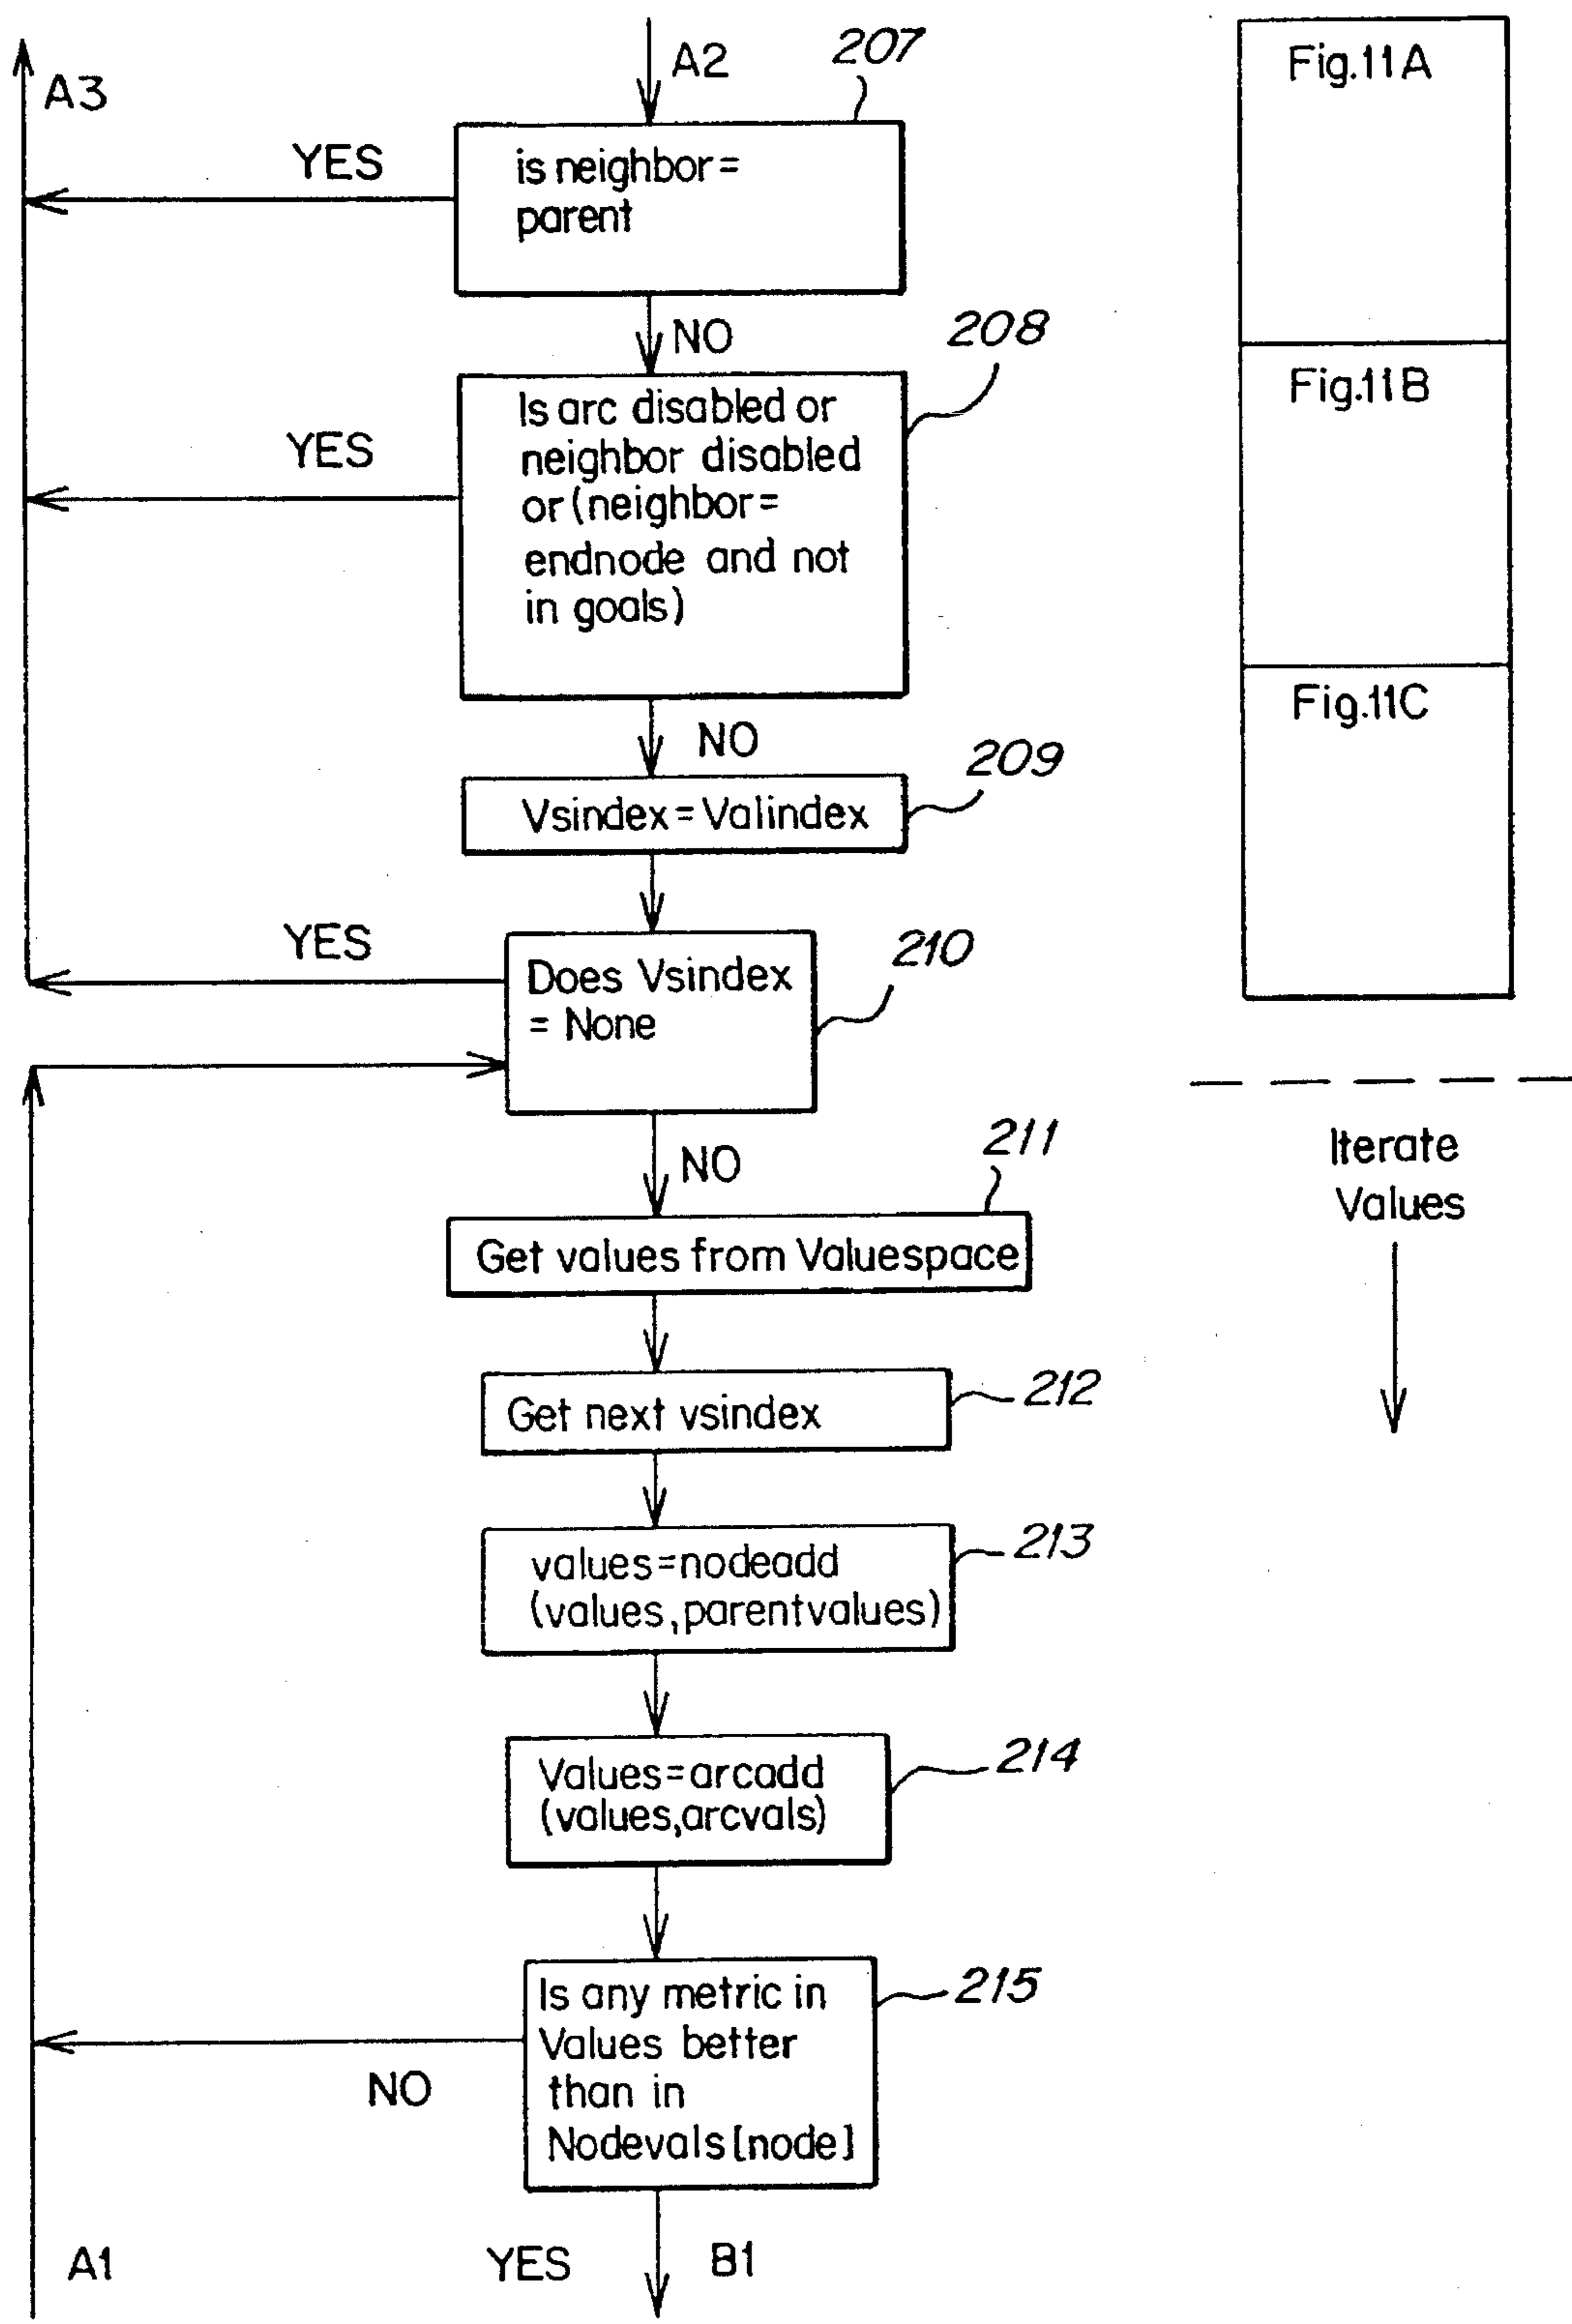 A3
A2
207
YES
is neighbor=
parent
NO
208
YES
Is arc disabled or
neighbor disabled
or (neighbor=
endnode and not
in goals)
NO
209
Vsindex=Valindex
YES
210
Does Vsindex
= None
NO
211
Get values from Valuespace
212
Get next vsindex
213
values=nodeadd
(values,parentvalues)
214
Values=arcadd
(values,arcvals)
215
Is any metric in
Values better
than in
Nodevals[node]
NO
A1
YES
B1
Fig.11A
Fig.11B
Fig.11C
Iterate
Values